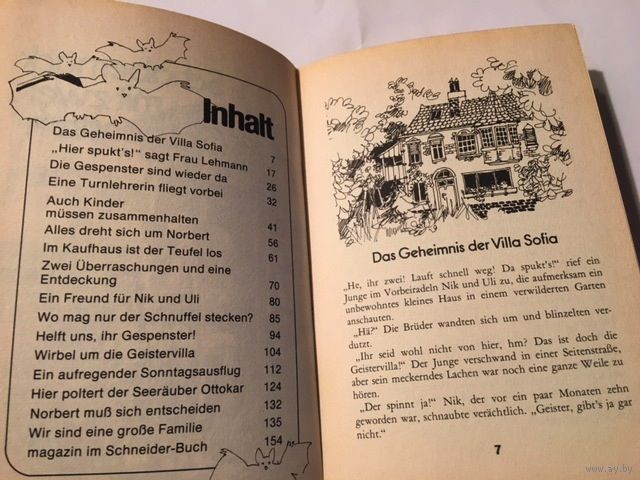 Inhalt
Das Geheimnis der Villa Sofia 7
„Hier spukt's!“ sagt Frau Lehmann 17
Die Gespenster sind wieder da 26
Eine Turnlehrerin fliegt vorbei 32
Auch Kinder
müssen zusammenhalten 41
Alles dreht sich um Norbert 56
Im Kaufhaus ist der Teufel los 61
Zwei Überraschungen und eine
Entdeckung 70
Ein Freund für Nik und Uli 80
Wo mag nur der Schnuffel stecken? 85
Helft uns, ihr Gespenster! 94
Wirbel um die Geistervilla 104
Ein aufregender Sonntagsausflug 112
Hier poltert der Seeräuber Ottokar 124
Norbert muß sich entscheiden 132
Wir sind eine große Familie 135
magazin im Schneider-Buch 154
Das Geheimnis der Villa Sofia
„He, ihr zwei! Lauft schnell weg! Da spukt's!“ rief ein
Junge im Vorbeiradeln Nik und Uli zu, die aufmerksam ein
unbewohntes kleines Haus in einem verwilderten Garten
anschauten.
„Hä?“ Die Brüder wandten sich um und blinzelten ver-
dutzt.
„Ihr seid wohl nicht von hier, hm? Das ist doch die
Geistervilla!“ Der Junge verschwand in einer Seitenstraße,
aber sein meckerndes Lachen war noch eine ganze Weile zu
hören.
„Der spinnt ja!“ Nik, der vor ein paar Monaten
geworden war, schnaubte verächtlich. „Geister, gibt's ja gar
nicht.“
7
www.ay.by